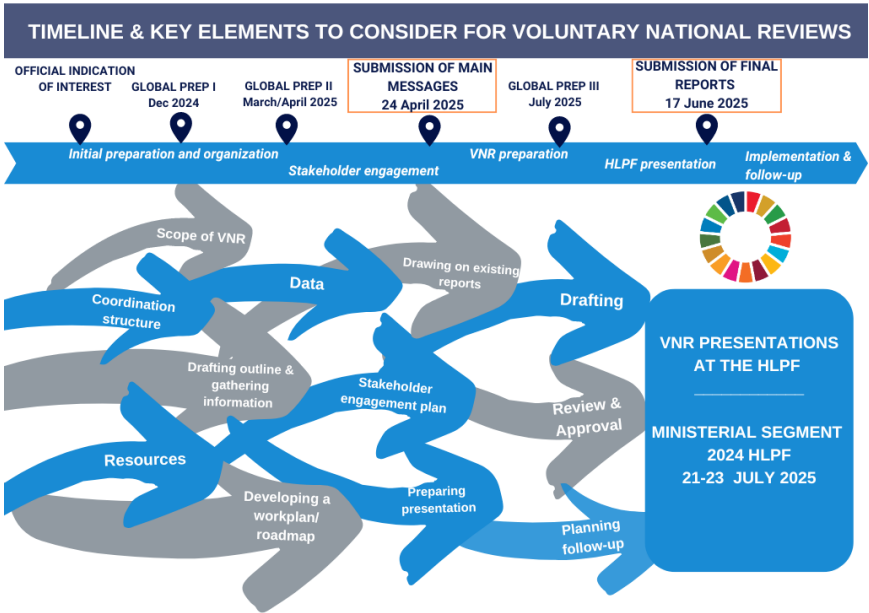 TIMELINE & KEY ELEMENTS TO CONSIDER FOR VOLUNTARY NATIONAL REVIEWS
OFFICIAL INDICATION
OF INTEREST
GLOBAL PREP I
Dec 2024
GLOBAL PREP II
March/April 2025
SUBMISSION OF MAIN
MESSAGES
24 April 2025
GLOBAL PREP III
July 2025
SUBMISSION OF FINAL
REPORTS
17 June 2025
Initial preparation and organization
Stakeholder engagement
VNR preparation
HLPF presentation
Implementation &
follow-up
Scope of VNR
Coordination
structure
Data
Drawing on existing
reports
Drafting
Drafting outline &
gathering
information
Stakeholder
engagement plan
Review &
Approval
Resources
Developing a
workplan/
roadmap
Preparing
presentation
Planning
follow-up
VNR PRESENTATIONS
AT THE HLPF
MINISTERIAL SEGMENT
2024 HLPF
21-23 JULY 2025